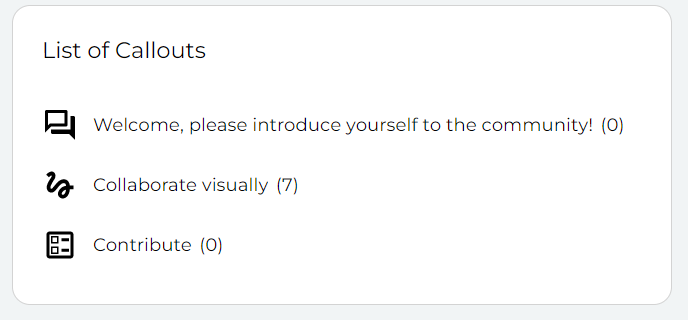 List of Callouts
Welcome, please introduce yourself to the community! (0)
Collaborate visually (7)
Contribute (0)